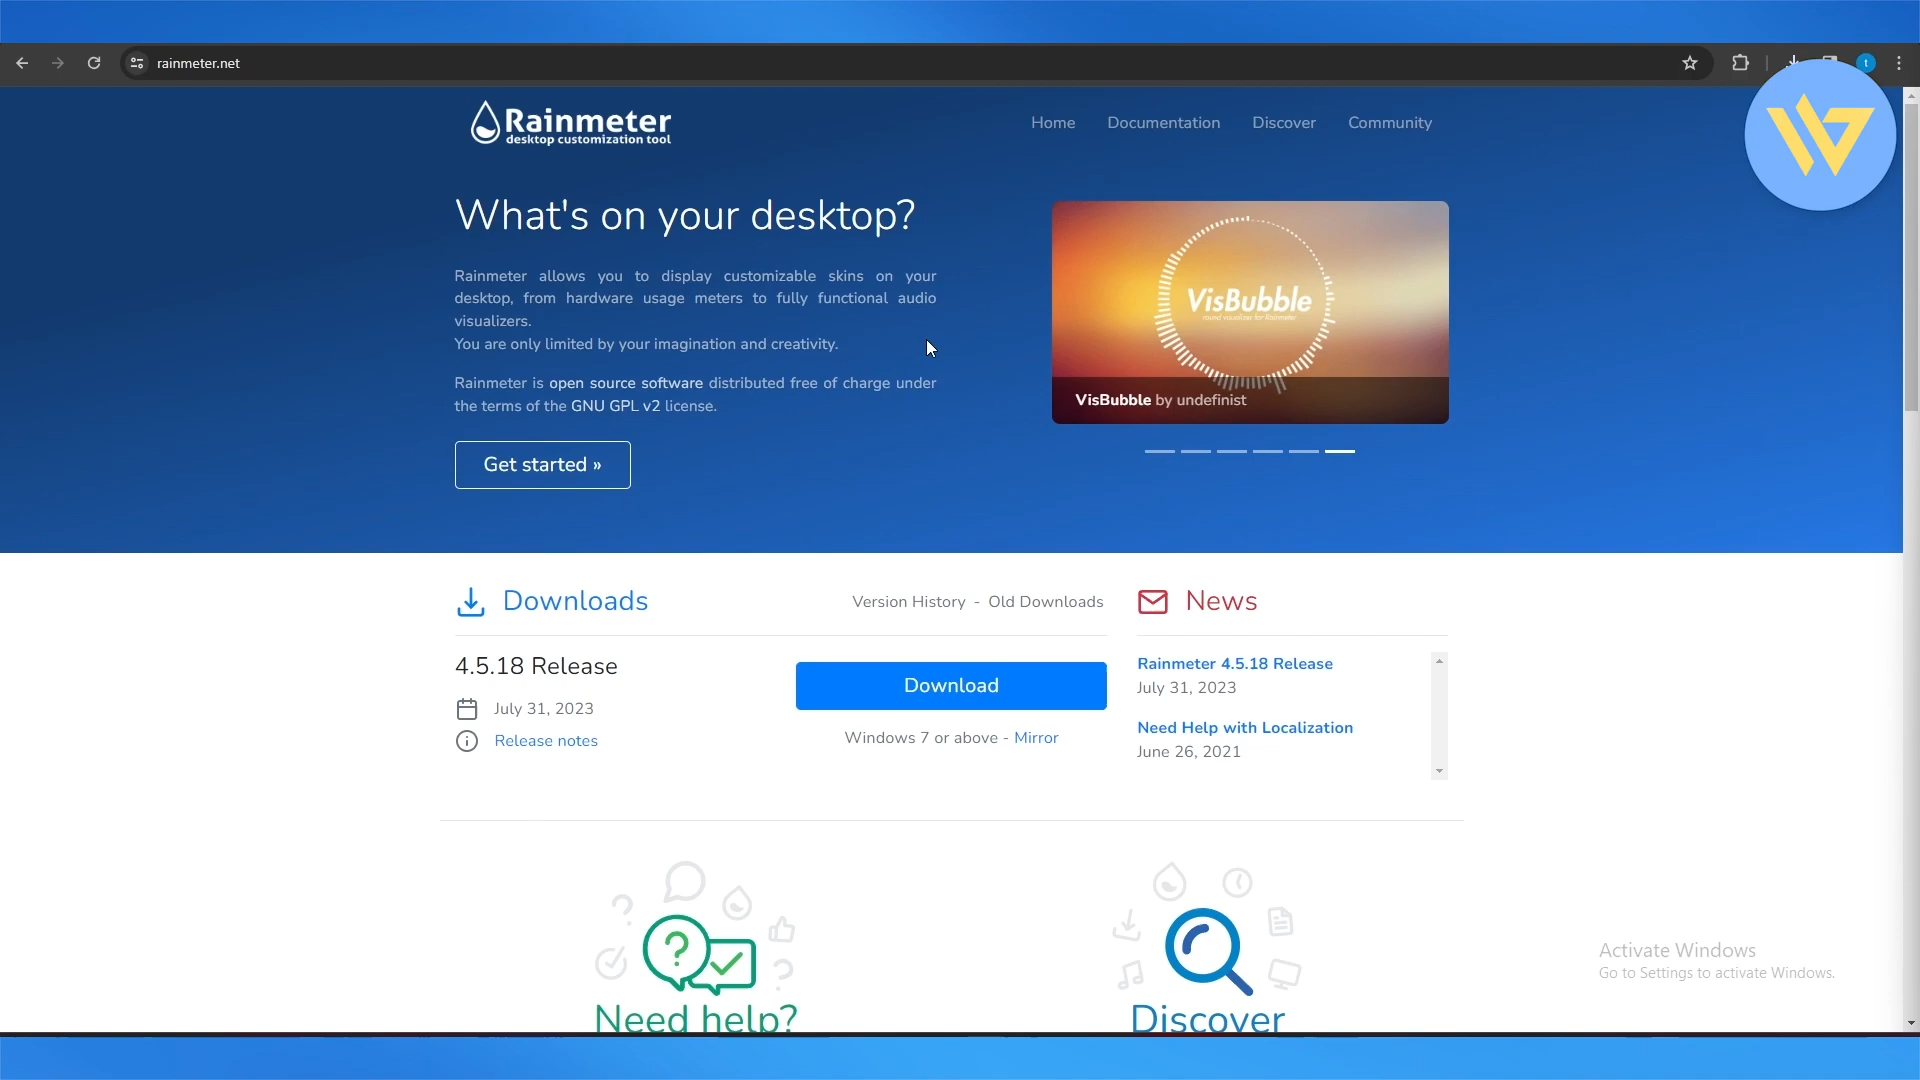 rainmeter.net
t
Rainmeter
desktop customization tool
Home Documentation Discover Community
What's on your desktop?
Rainmeter allows you to display customizable skins on your
desktop, from hardware usage meters to fully functional audio
visualizers.
You are only limited by your imagination and creativity.
Rainmeter is open source software distributed free of charge under
the terms of the GNU GPL v2 license.
Get started »
VisBubble
round visualizer for Rainmeter
VisBubble by undefinist
Downloads
Version History - Old Downloads
News
4.5.18 Release
July 31, 2023
Release notes
Download
Windows 7 or above - Mirror
Rainmeter 4.5.18 Release
July 31, 2023
Need Help with Localization
June 26, 2021
Need help?
Discover
Activate Windows
Go to Settings to activate Windows.